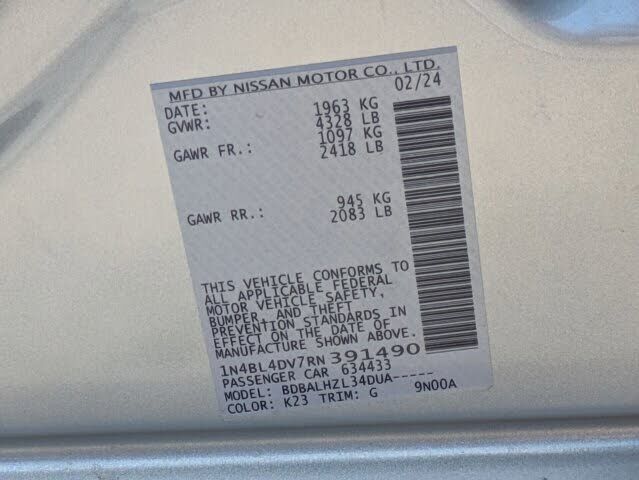 MFD BY NISSAN MOTOR CO., LTD.
DATE: 02/24
GVWR: 1963 KG
4328 LB
GAWR FR.: 1097 KG
2418 LB
GAWR RR.: 945 KG
2083 LB
THIS VEHICLE CONFORMS TO
ALL APPLICABLE FEDERAL
MOTOR VEHICLE SAFETY,
BUMPER, AND THEFT
PREVENTION STANDARDS IN
EFFECT ON THE DATE OF
MANUFACTURE SHOWN ABOVE.
1N4BL4DV7RN391490
PASSENGER CAR 634433
MODEL: BDBALHZL34DUA-----
COLOR: K23 TRIM: G 9N00A